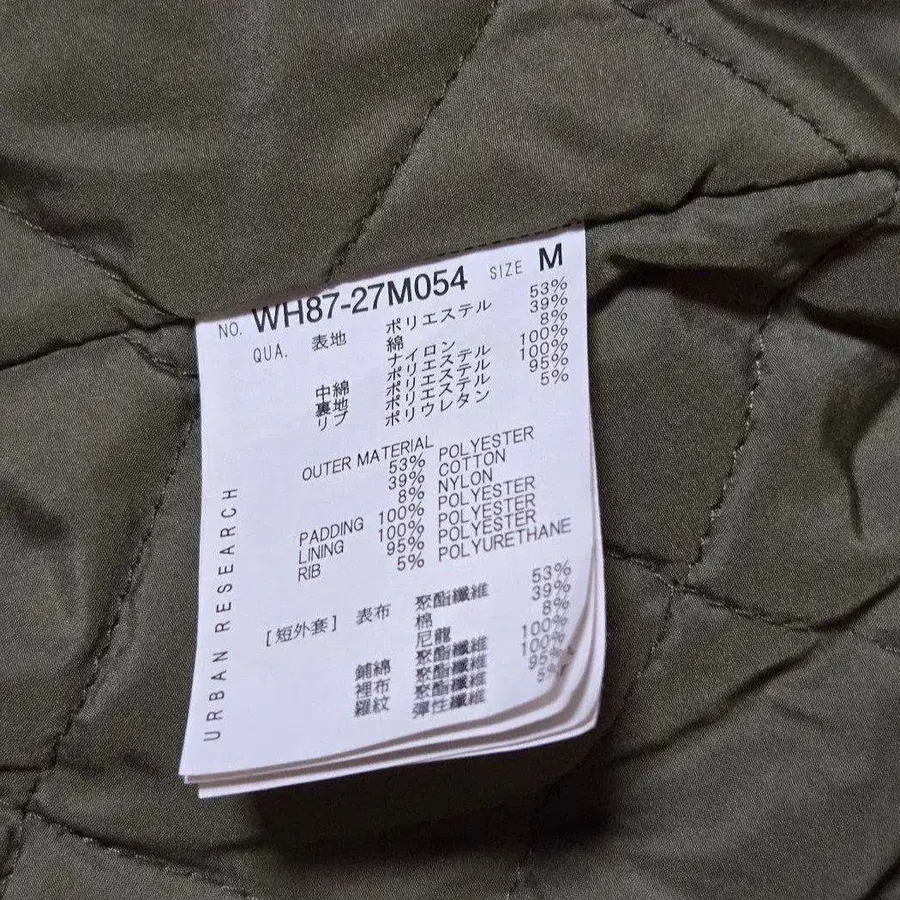 NO. WH87-27M054 SIZE M
QUA. 表地 ポリエステル 53%
綿 39%
ナイロン 8%
中綿 ポリエステル 100%
裏地 ポリエステル 100%
リブ ポリエステル 95%
ポリウレタン 5%
OUTER MATERIAL
53% POLYESTER
39% COTTON
8% NYLON
PADDING 100% POLYESTER
LINING 100% POLYESTER
RIB 95% POLYESTER
5% POLYURETHANE
[短外套] 表布 聚酯纖維 53%
棉 39%
尼龍 8%
鋪綿 聚酯纖維 100%
裡布 聚酯纖維 100%
羅紋 聚酯纖維 95%
彈性纖維 5%
URBAN RESEARCH